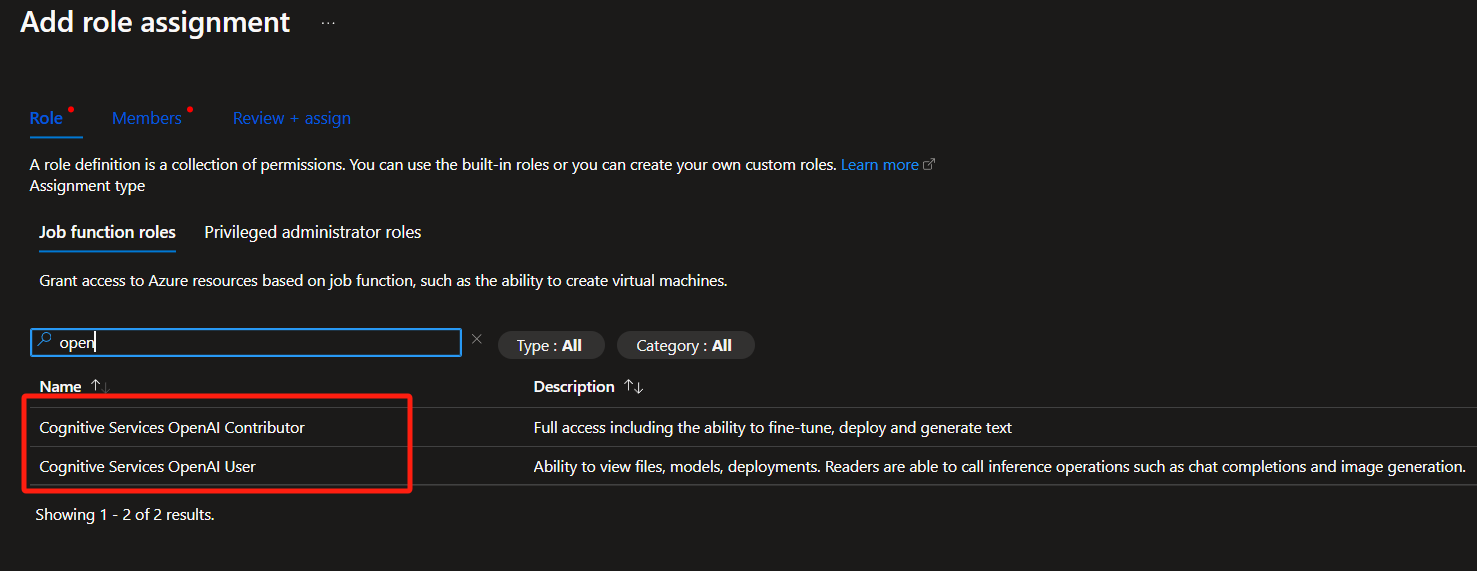 Add role assignment ...
Role Members Review + assign
A role definition is a collection of permissions. You can use the built-in roles or you can create your own custom roles. Learn more
Assignment type
Job function roles Privileged administrator roles
Grant access to Azure resources based on job function, such as the ability to create virtual machines.
open Type : All Category : All
Name ↑↓ Description ↑↓
Cognitive Services OpenAI Contributor Full access including the ability to fine-tune, deploy and generate text
Cognitive Services OpenAI User Ability to view files, models, deployments. Readers are able to call inference operations such as chat completions and image generation.
Showing 1 - 2 of 2 results.